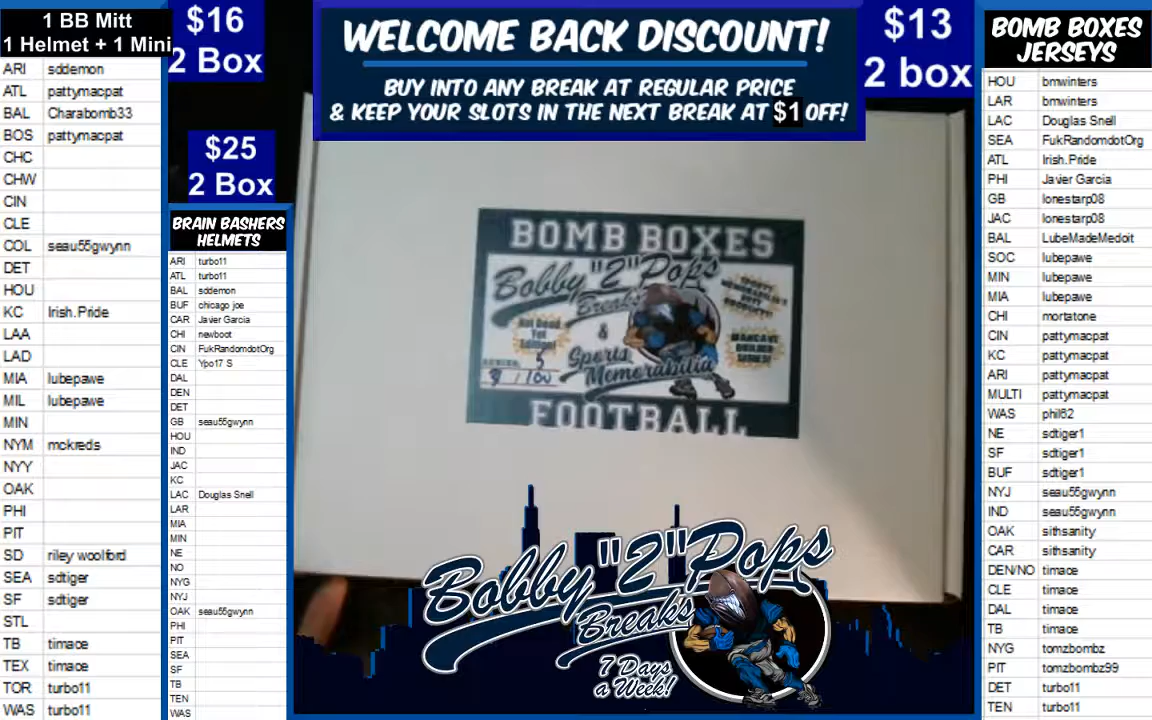 1 BB Mitt
1 Helmet + 1 Mini
ARI sddemon
ATL pattymacpat
BAL Charabomb33
BOS pattymacpat
CHC
CHW
CIN
CLE
COL seau55gwynn
DET
HOU
KC Irish.Pride
LAA
LAD
MIA lubepawe
MIL lubepawe
MIN
NYM mckreds
NYY
OAK
PHI
PIT
SD riley woolford
SEA sdtiger
SF sdtiger
STL
TB timace
TEX timace
TOR turbo11
WAS turbo11
$16
2 Box
$25
2 Box
BRAIN BASHERS
HELMETS
ARI turbo11
ATL turbo11
BAL sddemon
BUF chicago joe
CAR Javier Garcia
CHI newboot
CIN FukRandomdotOrg
CLE Ypo17 S
DAL
DEN
DET
GB seau55gwynn
HOU
IND
JAC
KC
LAC Douglas Snell
LAR
MIA
MIN
NE
NO
NYG
NYJ
OAK seau55gwynn
PHI
PIT
SEA
SF
TB
TEN
WAS
WELCOME BACK DISCOUNT!
BUY INTO ANY BREAK AT REGULAR PRICE
& KEEP YOUR SLOTS IN THE NEXT BREAK AT $1 OFF!
BOMB BOXES
Bobby "2" Pops
Breaks
&
Sports
Memorabilia
Not Dead
Yet
Edition!
SERIES 5
/ 100
MANCAVE
BUILDER
SERIES!
FOOTBALL
Bobby "2" Pops
Breaks
7 Days
a Week!
$13
2 box
BOMB BOXES
JERSEYS
HOU bmwinters
LAR bmwinters
LAC Douglas Snell
SEA FukRandomdotOrg
ATL Irish.Pride
PHI Javier Garcia
GB lonestarp08
JAC lonestarp08
BAL LubeMadeMedoit
SOC lubepawe
MIN lubepawe
MIA lubepawe
CHI mortatone
CIN pattymacpat
KC pattymacpat
ARI pattymacpat
MULTI pattymacpat
WAS phil62
NE sdtiger1
SF sdtiger1
BUF sdtiger1
NYJ seau55gwynn
IND seau55gwynn
OAK sithsanity
CAR sithsanity
DEN/NO timace
CLE timace
DAL timace
TB timace
NYG tomzbombz
PIT tomzbombz99
DET turbo11
TEN turbo11